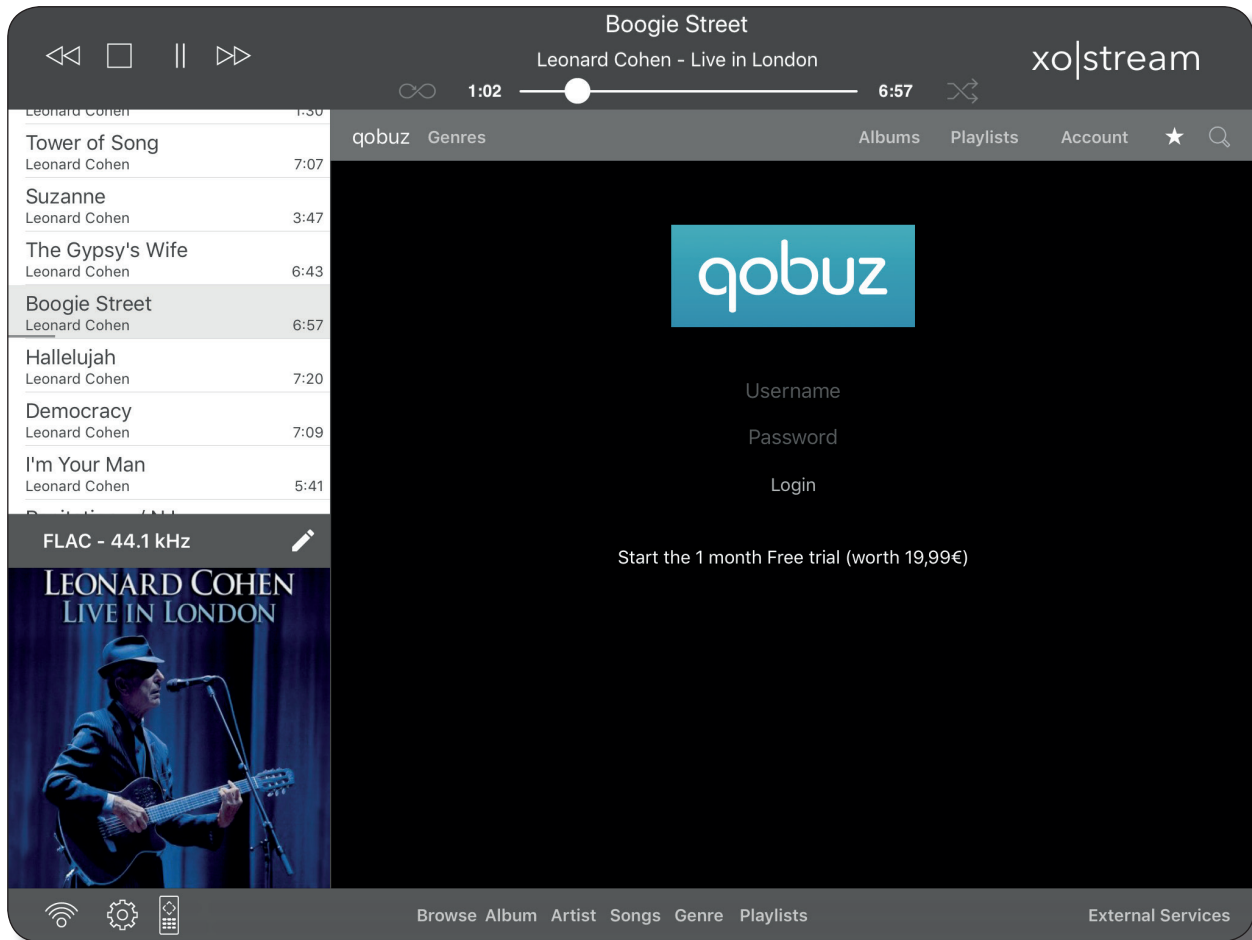 Boogie Street
Leonard Cohen - Live in London
xo|stream
1:02
6:57
Leonard Cohen 1:30
Tower of Song
Leonard Cohen 7:07
Suzanne
Leonard Cohen 3:47
The Gypsy's Wife
Leonard Cohen 6:43
Boogie Street
Leonard Cohen 6:57
Hallelujah
Leonard Cohen 7:20
Democracy
Leonard Cohen 7:09
I'm Your Man
Leonard Cohen 5:41
FLAC - 44.1 kHz
LEONARD COHEN
LIVE IN LONDON
qobuz Genres Albums Playlists Account
qobuz
Username
Password
Login
Start the 1 month Free trial (worth 19,99€)
Browse Album Artist Songs Genre Playlists External Services